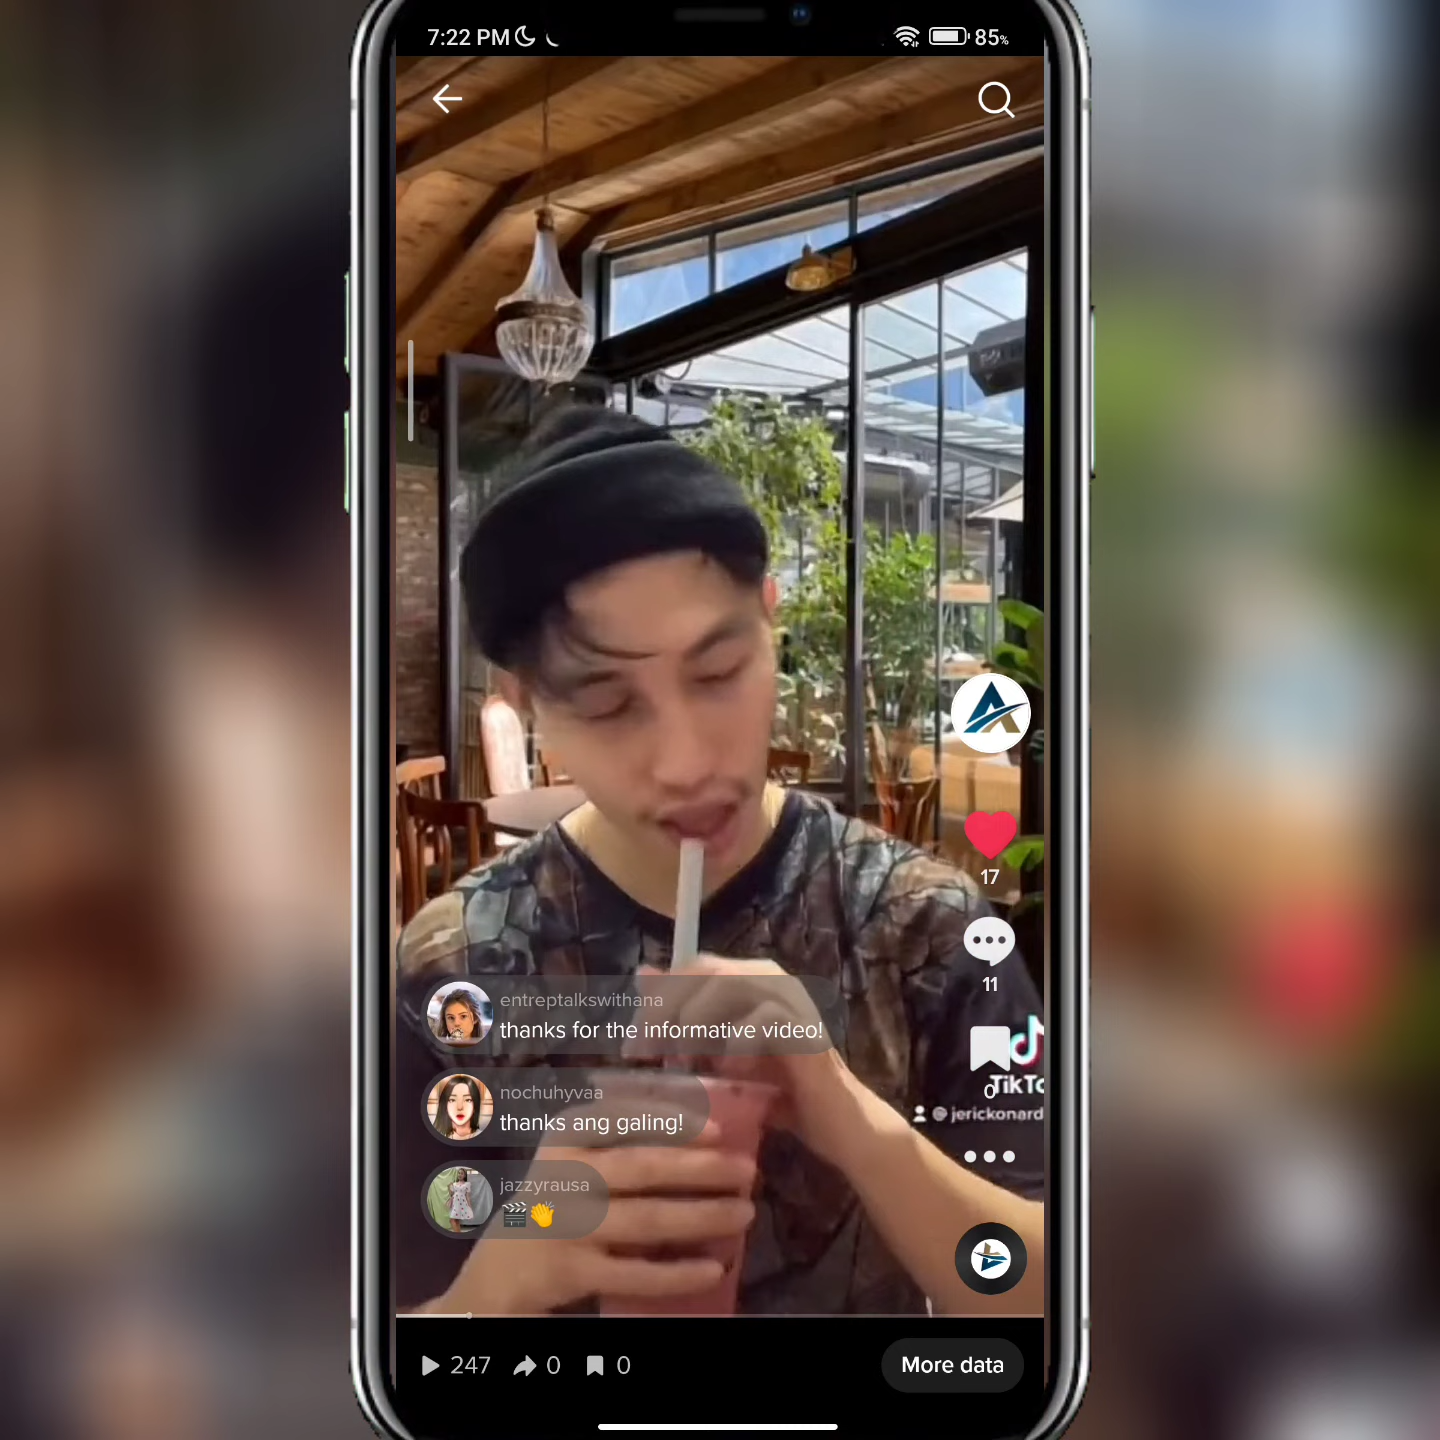 7:22 PM
85%
17
11
0
TikTo
jerickonard
entreptalkswithana
thanks for the informative video!
nochuhyvaa
thanks ang galing!
jazzyrausa
🎬👏
247 0 0
More data